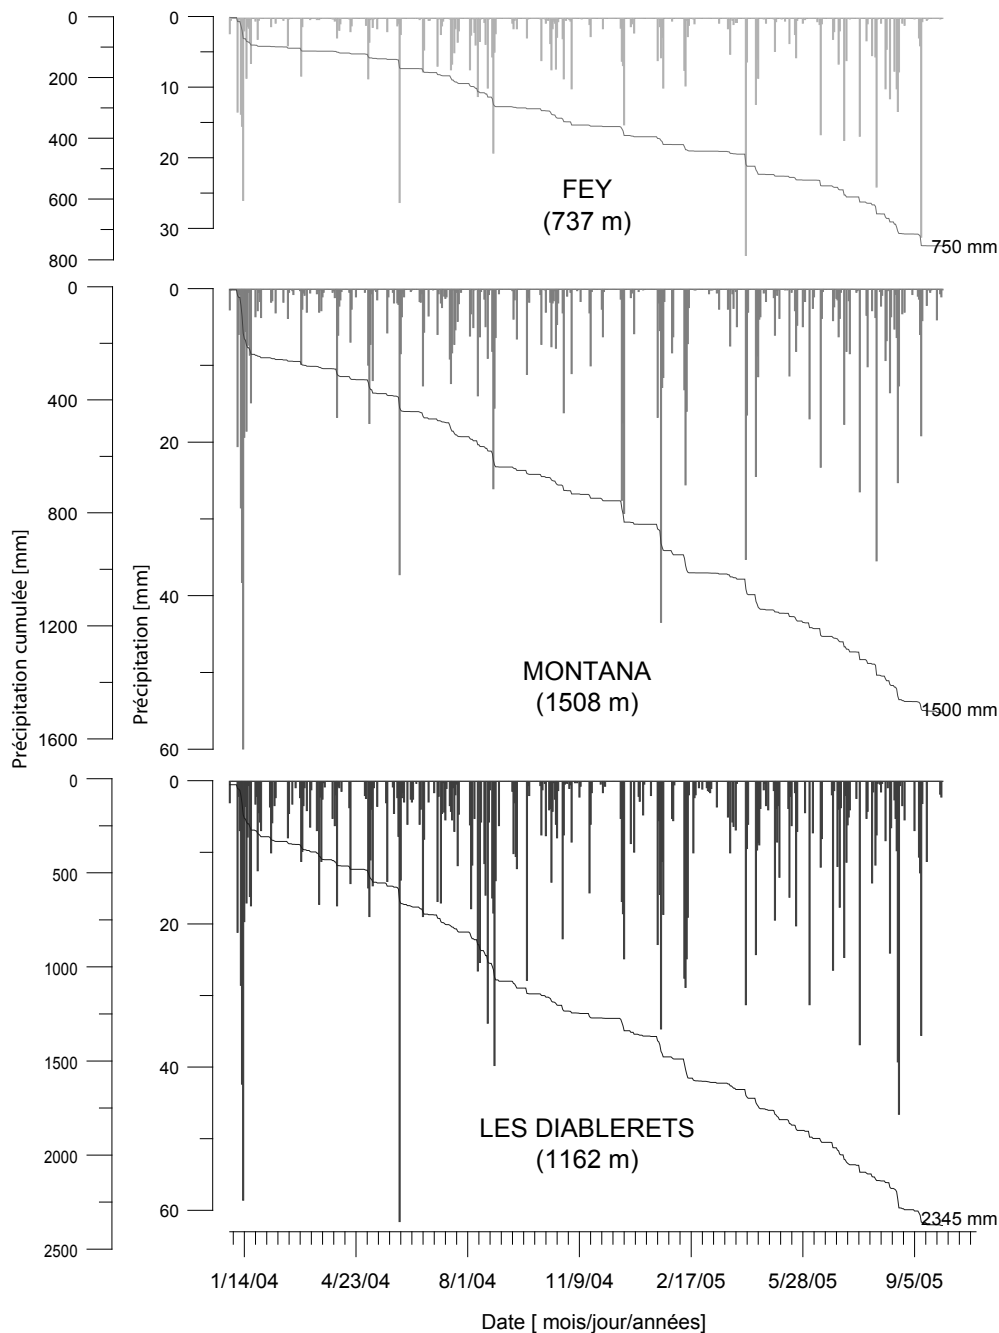 0
200
400
600
800
0
10
20
30
FEY
(737 m)
750 mm
0
400
800
1200
1600
Précipitation cumulée [mm]
0
20
40
60
Précipitation [mm]
MONTANA
(1508 m)
1500 mm
0
500
1000
1500
2000
2500
0
20
40
60
LES DIABLERETS
(1162 m)
2345 mm
1/14/04 4/23/04 8/1/04 11/9/04 2/17/05 5/28/05 9/5/05
Date [ mois/jour/années]